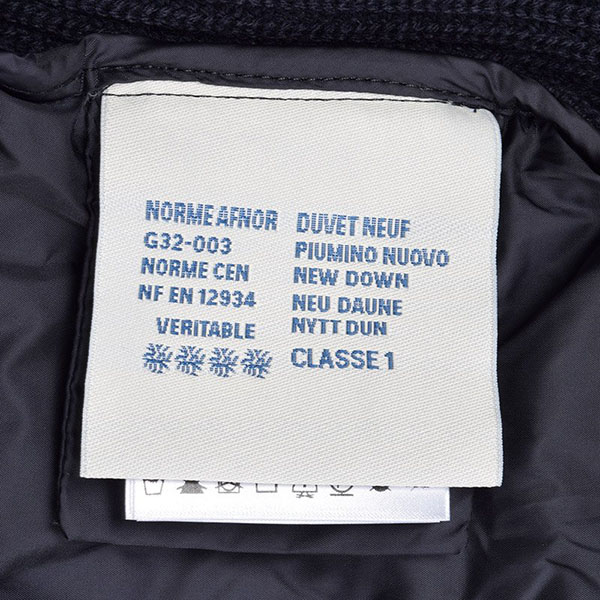 NORME AFNOR
G32-003
NORME CEN
NF EN 12934
VERITABLE
DUVET NEUF
PIUMINO NUOVO
NEW DOWN
NEU DAUNE
NYTT DUN
CLASSE 1